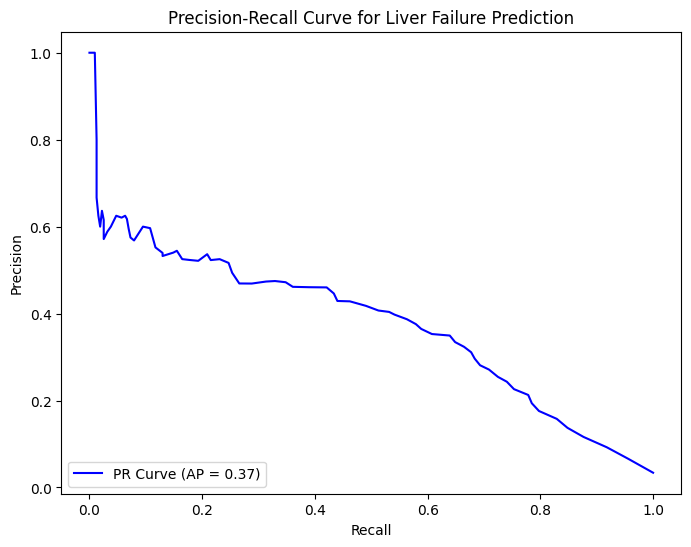 Precision-Recall Curve for Liver Failure Prediction
1.0
0.8
0.6
0.4
0.2
0.0
Precision
PR Curve (AP = 0.37)
0.0 0.2 0.4 0.6 0.8 1.0
Recall